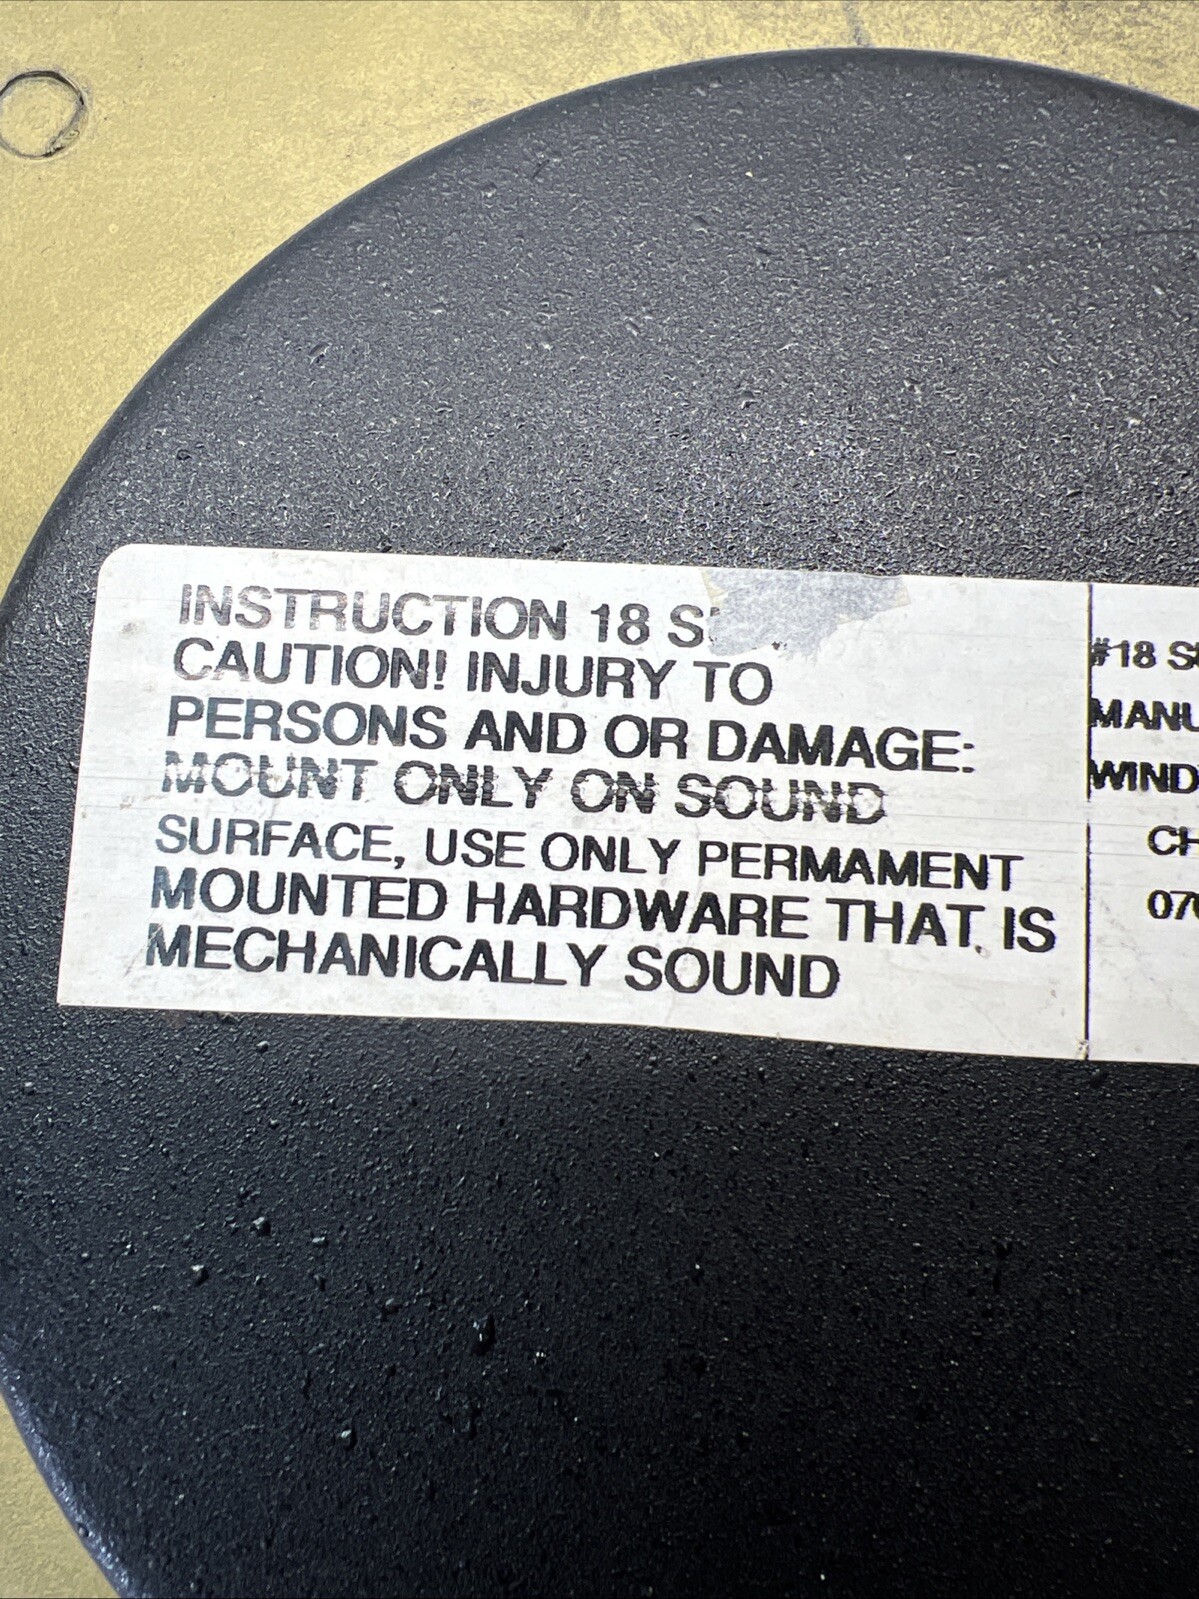 INSTRUCTION 18
CAUTION! INJURY TO
PERSONS AND OR DAMAGE:
MOUNT ONLY ON SOUND
SURFACE, USE ONLY PERMAMENT
MOUNTED HARDWARE THAT IS
MECHANICALLY SOUND
#18